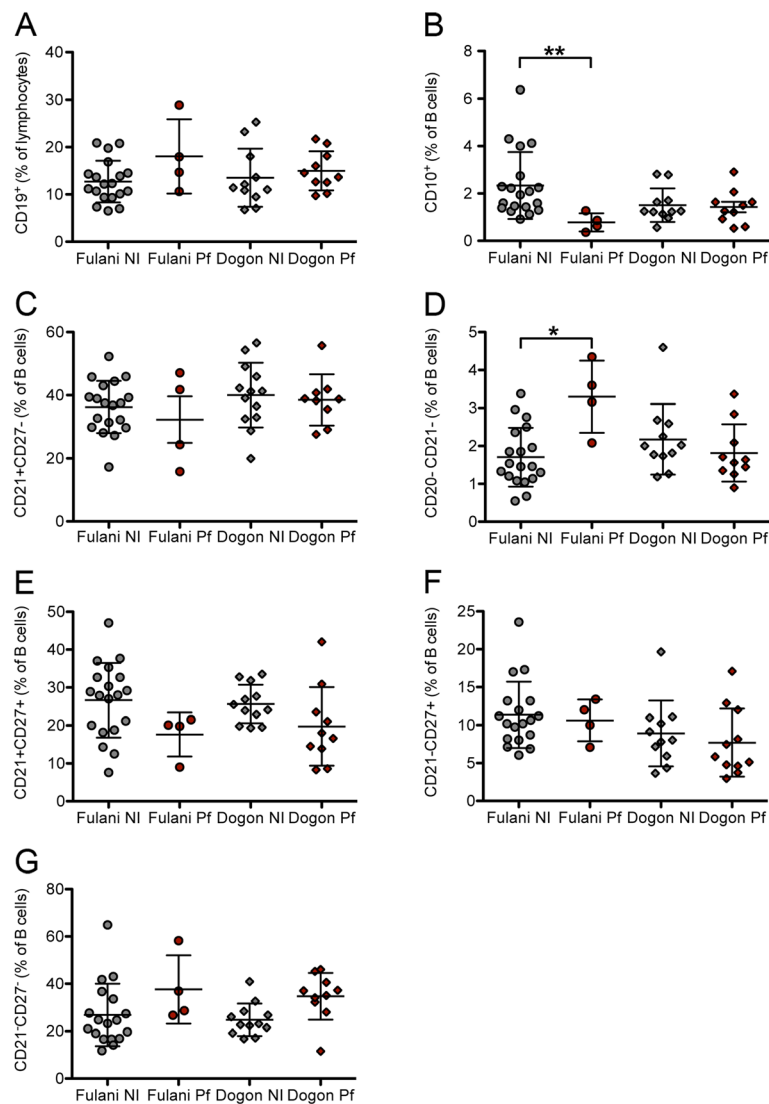 A
CD19⁺ (% of lymphocytes)
40
30
20
10
0
Fulani NI Fulani Pf Dogon NI Dogon Pf
B
CD10⁺ (% of B cells)
8
6
4
2
0
**
Fulani NI Fulani Pf Dogon NI Dogon Pf
C
CD21+CD27- (% of B cells)
60
40
20
0
Fulani NI Fulani Pf Dogon NI Dogon Pf
D
CD20- CD21- (% of B cells)
5
4
3
2
1
0
*
Fulani NI Fulani Pf Dogon NI Dogon Pf
E
CD21+CD27+ (% of B cells)
50
40
30
20
10
0
Fulani NI Fulani Pf Dogon NI Dogon Pf
F
CD21-CD27+ (% of B cells)
25
20
15
10
5
0
Fulani NI Fulani Pf Dogon NI Dogon Pf
G
CD21⁻CD27⁻ (% of B cells)
80
60
40
20
0
Fulani NI Fulani Pf Dogon NI Dogon Pf